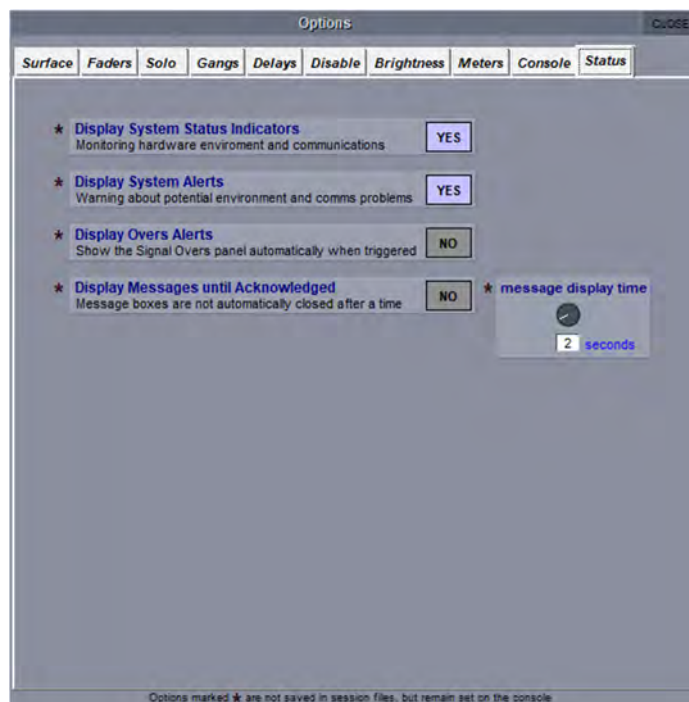 Options
CLOSE
Surface Faders Solo Gangs Delays Disable Brightness Meters Console Status
* Display System Status Indicators
Monitoring hardware enviroment and communications
YES
* Display System Alerts
Warning about potential environment and comms problems
YES
* Display Overs Alerts
Show the Signal Overs panel automatically when triggered
NO
* Display Messages until Acknowledged
Message boxes are not automatically closed after a time
NO
* message display time
2 seconds
Options marked * are not saved in session files, but remain set on the console